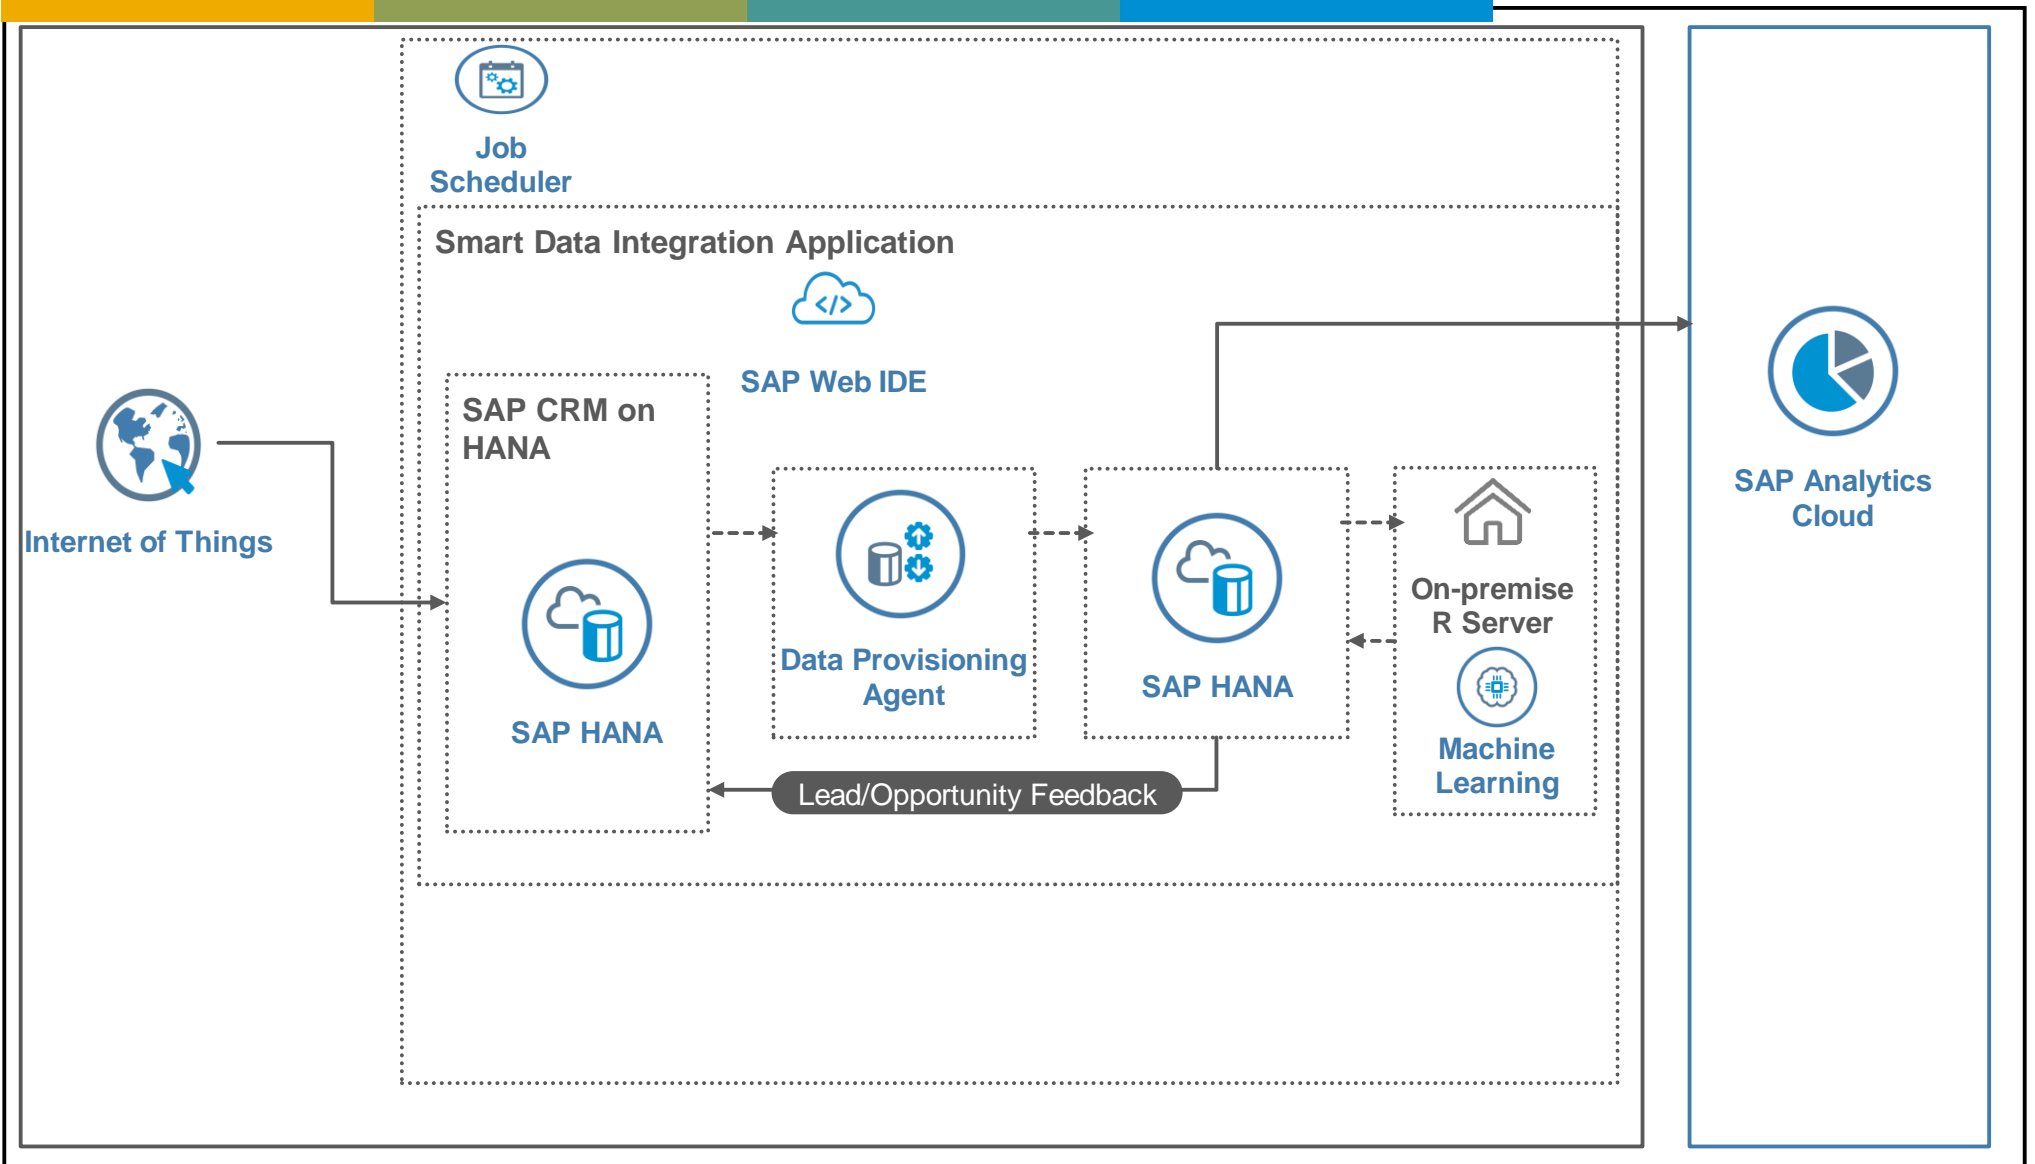 Job
Scheduler
Smart Data Integration Application
</>
SAP Web IDE
SAP CRM on
HANA
SAP HANA
Internet of Things
Data Provisioning
Agent
SAP HANA
On-premise
R Server
Machine
Learning
Lead/Opportunity Feedback
SAP Analytics
Cloud